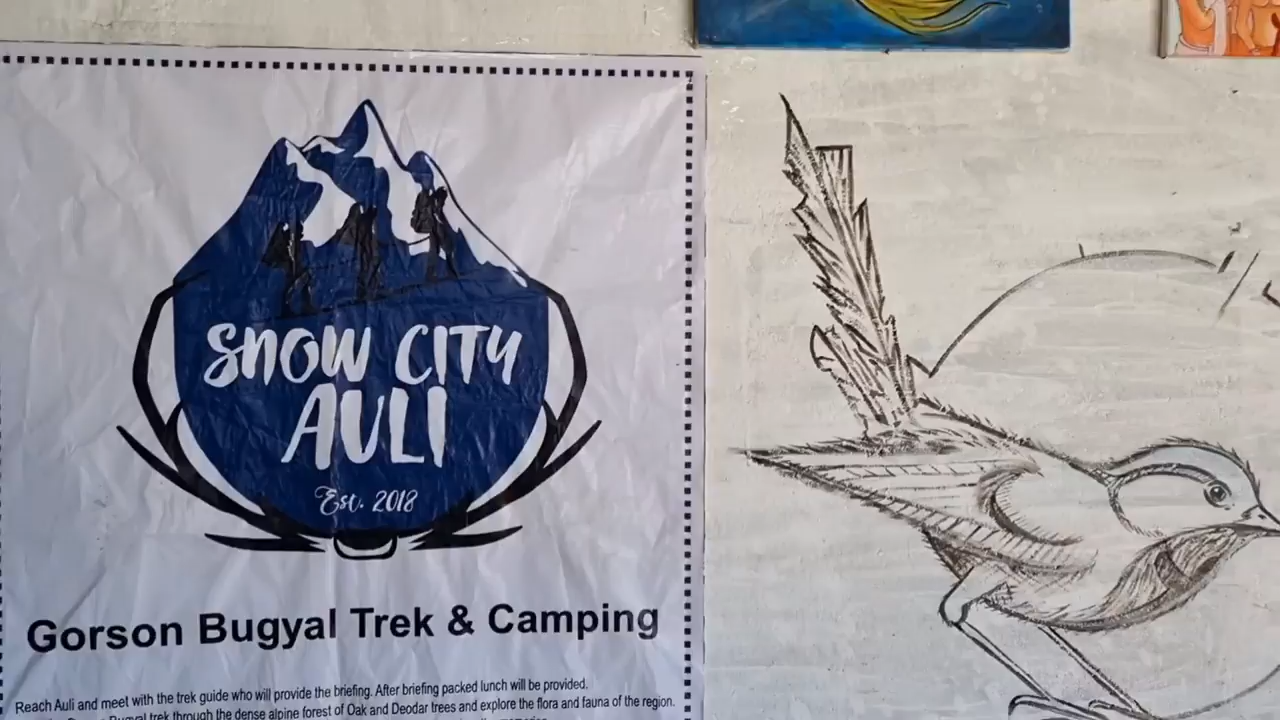 SNOW CITY
AULI
Est. 2018
Gorson Bugyal Trek & Camping
Reach Auli and meet with the trek guide who will provide the briefing. After briefing packed lunch will be provided.
Bugyal trek through the dense alpine forest of Oak and Deodar trees and explore the flora and fauna of the region.